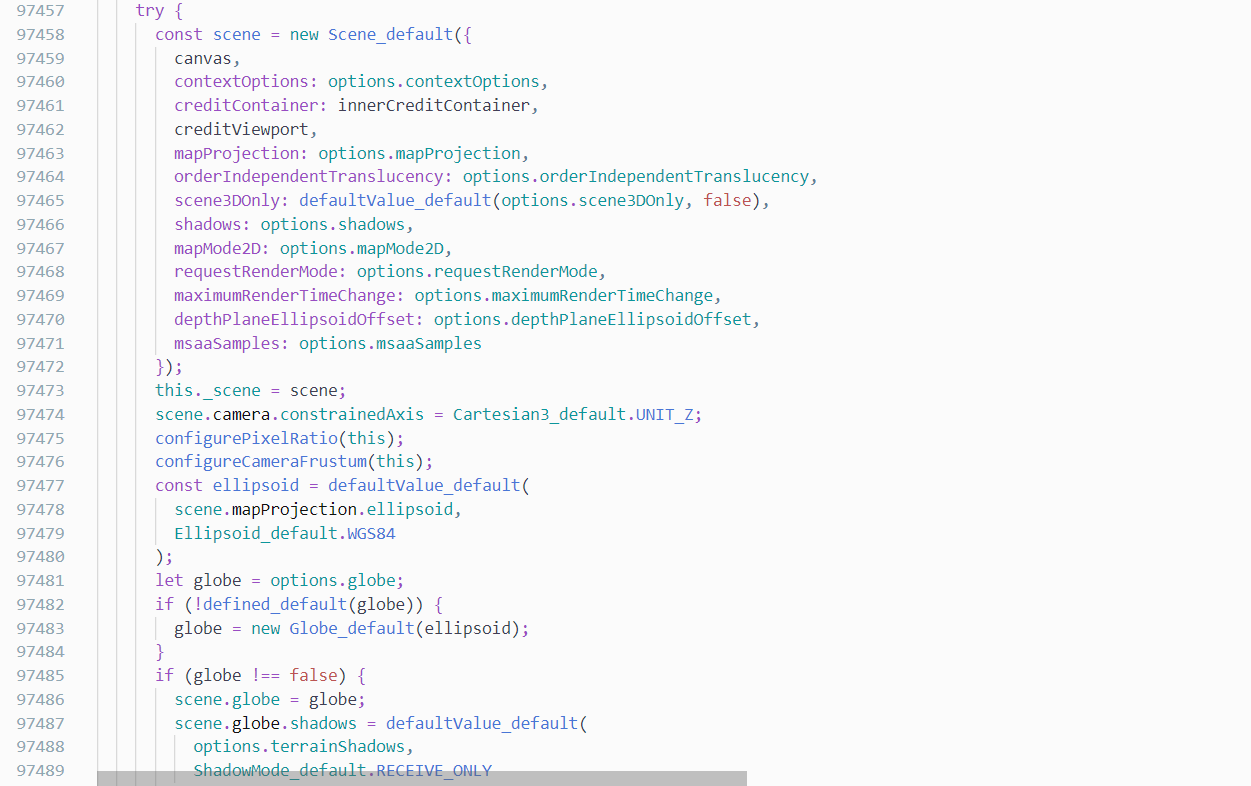 97457 try {
97458 const scene = new Scene_default({
97459 canvas,
97460 contextOptions: options.contextOptions,
97461 creditContainer: innerCreditContainer,
97462 creditViewport,
97463 mapProjection: options.mapProjection,
97464 orderIndependentTranslucency: options.orderIndependentTranslucency,
97465 scene3DOnly: defaultValue_default(options.scene3DOnly, false),
97466 shadows: options.shadows,
97467 mapMode2D: options.mapMode2D,
97468 requestRenderMode: options.requestRenderMode,
97469 maximumRenderTimeChange: options.maximumRenderTimeChange,
97470 depthPlaneEllipsoidOffset: options.depthPlaneEllipsoidOffset,
97471 msaaSamples: options.msaaSamples
97472 });
97473 this._scene = scene;
97474 scene.camera.constrainedAxis = Cartesian3_default.UNIT_Z;
97475 configurePixelRatio(this);
97476 configureCameraFrustum(this);
97477 const ellipsoid = defaultValue_default(
97478 scene.mapProjection.ellipsoid,
97479 Ellipsoid_default.WGS84
97480 );
97481 let globe = options.globe;
97482 if (!defined_default(globe)) {
97483 globe = new Globe_default(ellipsoid);
97484 }
97485 if (globe !== false) {
97486 scene.globe = globe;
97487 scene.globe.shadows = defaultValue_default(
97488 options.terrainShadows,
97489 ShadowMode_default.RECEIVE_ONLY